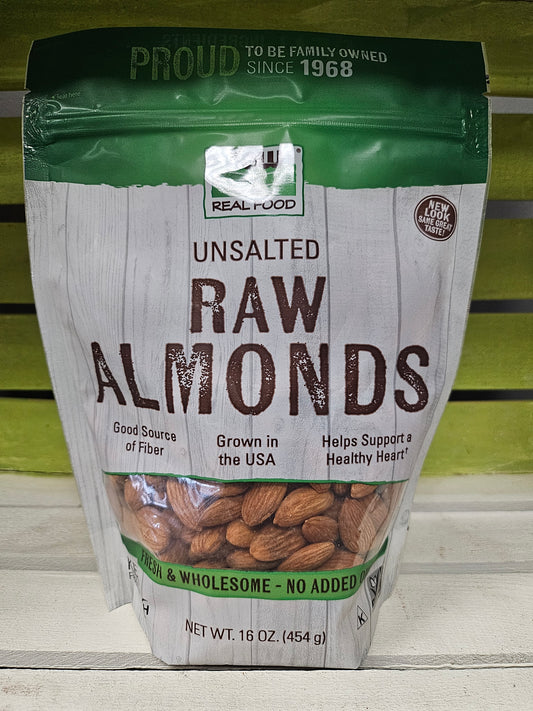 PROUD TO BE FAMILY OWNED
SINCE 1968
REAL FOOD
NEW
LOOK
SAME GREAT
TASTE!
UNSALTED
RAW
ALMONDS
Good Source
of Fiber
Grown in
the USA
Helps Support a
Healthy Heart†
FRESH & WHOLESOME - NO ADDED
K
NET WT. 16 OZ. (454 g)